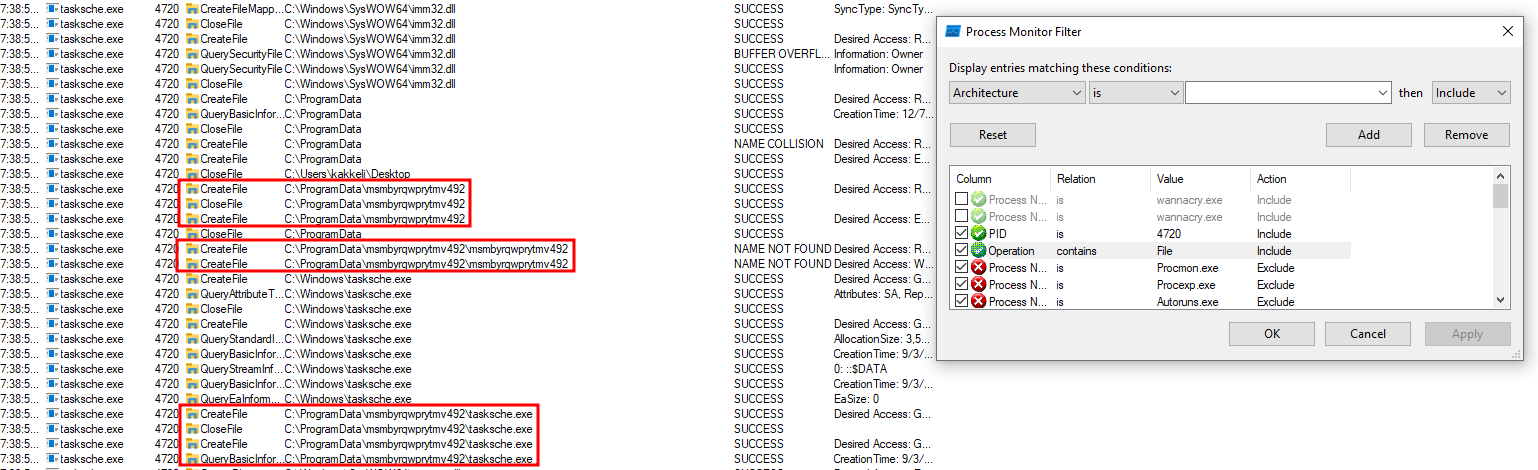 7:38:5... tasksche.exe 4720 CreateFileMapp... C:\Windows\SysWOW64\imm32.dll SUCCESS SyncType: SyncTy...
7:38:5... tasksche.exe 4720 CloseFile C:\Windows\SysWOW64\imm32.dll SUCCESS
7:38:5... tasksche.exe 4720 CreateFile C:\Windows\SysWOW64\imm32.dll SUCCESS Desired Access: R...
7:38:5... tasksche.exe 4720 QuerySecurityFile C:\Windows\SysWOW64\imm32.dll BUFFER OVERFL... Information: Owner
7:38:5... tasksche.exe 4720 QuerySecurityFile C:\Windows\SysWOW64\imm32.dll SUCCESS Information: Owner
7:38:5... tasksche.exe 4720 CloseFile C:\Windows\SysWOW64\imm32.dll SUCCESS
7:38:5... tasksche.exe 4720 CreateFile C:\ProgramData SUCCESS Desired Access: R...
7:38:5... tasksche.exe 4720 QueryBasicInfor... C:\ProgramData SUCCESS CreationTime: 12/7...
7:38:5... tasksche.exe 4720 CloseFile C:\ProgramData SUCCESS
7:38:5... tasksche.exe 4720 CreateFile C:\ProgramData NAME COLLISION Desired Access: R...
7:38:5... tasksche.exe 4720 CreateFile C:\ProgramData SUCCESS Desired Access: E...
7:38:5... tasksche.exe 4720 CloseFile C:\Users\kakkeli\Desktop SUCCESS
7:38:5... tasksche.exe 4720 CreateFile C:\ProgramData\msmbyrqwprytmv492 SUCCESS Desired Access: R...
7:38:5... tasksche.exe 4720 CloseFile C:\ProgramData\msmbyrqwprytmv492 SUCCESS
7:38:5... tasksche.exe 4720 CreateFile C:\ProgramData\msmbyrqwprytmv492 SUCCESS Desired Access: E...
7:38:5... tasksche.exe 4720 CloseFile C:\ProgramData SUCCESS
7:38:5... tasksche.exe 4720 CreateFile C:\ProgramData\msmbyrqwprytmv492\msmbyrqwprytmv492 NAME NOT FOUND Desired Access: R...
7:38:5... tasksche.exe 4720 CreateFile C:\ProgramData\msmbyrqwprytmv492\msmbyrqwprytmv492 NAME NOT FOUND Desired Access: W...
7:38:5... tasksche.exe 4720 CreateFile C:\Windows\tasksche.exe SUCCESS Desired Access: G...
7:38:5... tasksche.exe 4720 QueryAttributeT... C:\Windows\tasksche.exe SUCCESS Attributes: SA, Rep...
7:38:5... tasksche.exe 4720 CloseFile C:\Windows\tasksche.exe SUCCESS
7:38:5... tasksche.exe 4720 CreateFile C:\Windows\tasksche.exe SUCCESS Desired Access: G...
7:38:5... tasksche.exe 4720 QueryStandardI... C:\Windows\tasksche.exe SUCCESS AllocationSize: 3,5...
7:38:5... tasksche.exe 4720 QueryBasicInfor... C:\Windows\tasksche.exe SUCCESS CreationTime: 9/3/...
7:38:5... tasksche.exe 4720 QueryStreamInf... C:\Windows\tasksche.exe SUCCESS 0: ::$DATA
7:38:5... tasksche.exe 4720 QueryBasicInfor... C:\Windows\tasksche.exe SUCCESS CreationTime: 9/3/...
7:38:5... tasksche.exe 4720 QueryEaInform... C:\Windows\tasksche.exe SUCCESS EaSize: 0
7:38:5... tasksche.exe 4720 CreateFile C:\ProgramData\msmbyrqwprytmv492\tasksche.exe SUCCESS Desired Access: G...
7:38:5... tasksche.exe 4720 CloseFile C:\ProgramData\msmbyrqwprytmv492\tasksche.exe SUCCESS
7:38:5... tasksche.exe 4720 CreateFile C:\ProgramData\msmbyrqwprytmv492\tasksche.exe SUCCESS Desired Access: G...
7:38:5... tasksche.exe 4720 QueryBasicInfor... C:\ProgramData\msmbyrqwprytmv492\tasksche.exe SUCCESS CreationTime: 9/3/...
Process Monitor Filter
Display entries matching these conditions:
Architecture is then Include
Reset Add Remove
Column Relation Value Action
Process N... is wannacry.exe Include
Process N... is wannacry.exe Include
PID is 4720 Include
Operation contains File Include
Process N... is Procmon.exe Exclude
Process N... is Procexp.exe Exclude
Process N... is Autoruns.exe Exclude
OK Cancel Apply